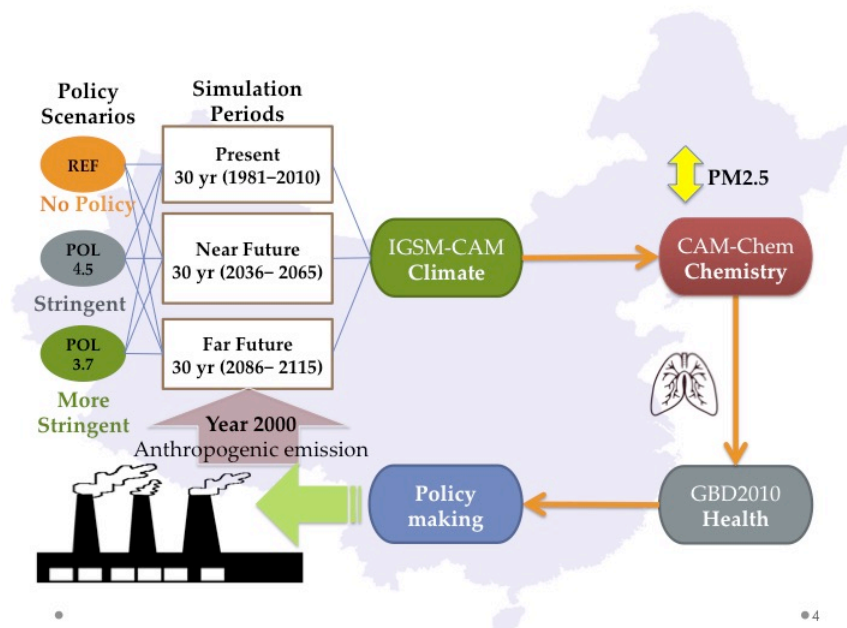 Policy
Scenarios
Simulation
Periods
REF
No Policy
POL
4.5
Stringent
POL
3.7
More
Stringent
Present
30 yr (1981–2010)
Near Future
30 yr (2036– 2065)
Far Future
30 yr (2086– 2115)
Year 2000
Anthropogenic emission
IGSM-CAM
Climate
PM2.5
CAM-Chem
Chemistry
GBD2010
Health
Policy
making
4